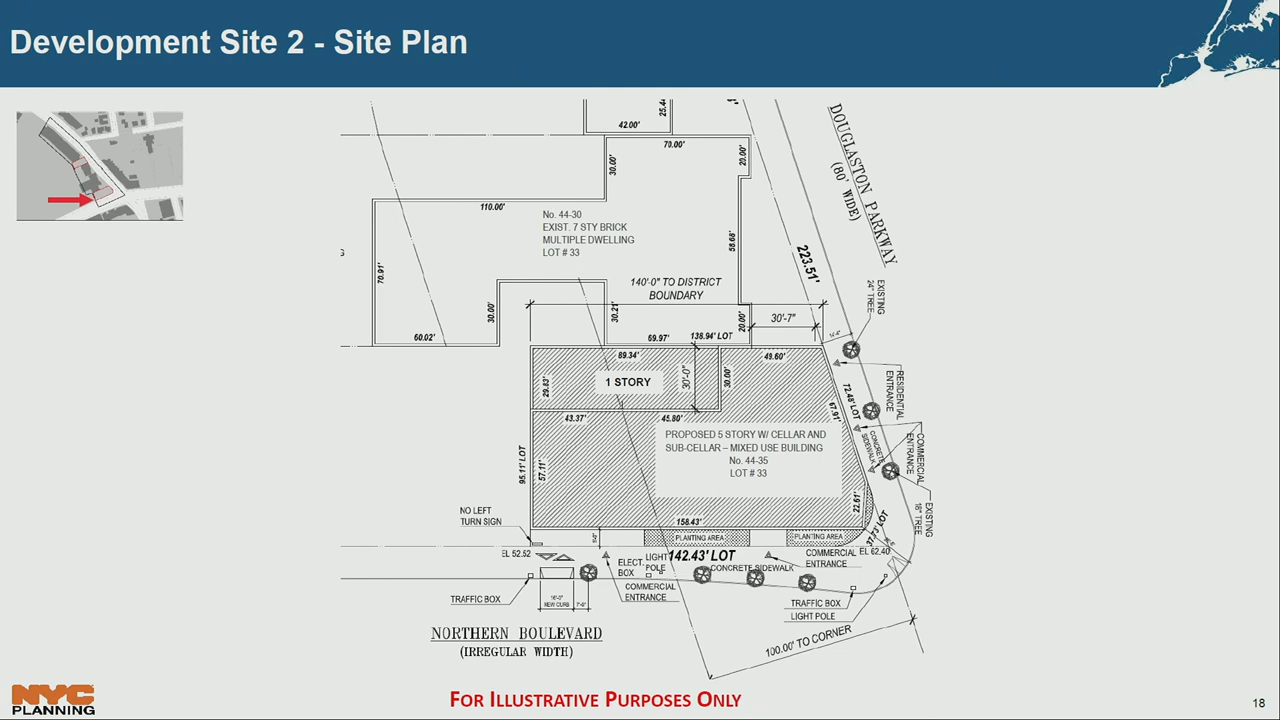 Development Site 2 - Site Plan
42.00'
25.4
70.00'
30.00'
20.00'
DOUGLASTON PARKWAY
(80' WIDE)
110.00'
No. 44-30
EXIST. 7 STY BRICK
MULTIPLE DWELLING
LOT # 33
58.68'
223.51'
70.91'
140'-0" TO DISTRICT
BOUNDARY
EXISTING
24" TREE
30.00'
30.21'
20.00'
30'-7"
60.02'
69.97'
138.94' LOT
89.34'
49.60'
1 STORY
30'-0"
30.00'
29.83'
RESIDENTIAL
ENTRANCE
72.48' LOT
67.91'
43.37'
45.80'
PROPOSED 5 STORY W/ CELLAR AND
SUB-CELLAR – MIXED USE BUILDING
No. 44-35
LOT # 33
CONCRETE
SIDEWALK
COMMERCIAL
ENTRANCE
95.11' LOT
57.11'
22.61'
EXISTING
18" TREE
NO LEFT
TURN SIGN
158.43'
37.73' LOT
PLANTING AREA
PLANTING AREA
EL 52.52
ELECT.
BOX
LIGHT
POLE
142.43' LOT
CONCRETE SIDEWALK
COMMERCIAL
ENTRANCE
EL 62.40
COMMERCIAL
ENTRANCE
TRAFFIC BOX
NEW CURB
TRAFFIC BOX
LIGHT POLE
NORTHERN BOULEVARD
(IRREGULAR WIDTH)
100.00' TO CORNER
NYC
PLANNING
FOR ILLUSTRATIVE PURPOSES ONLY
18